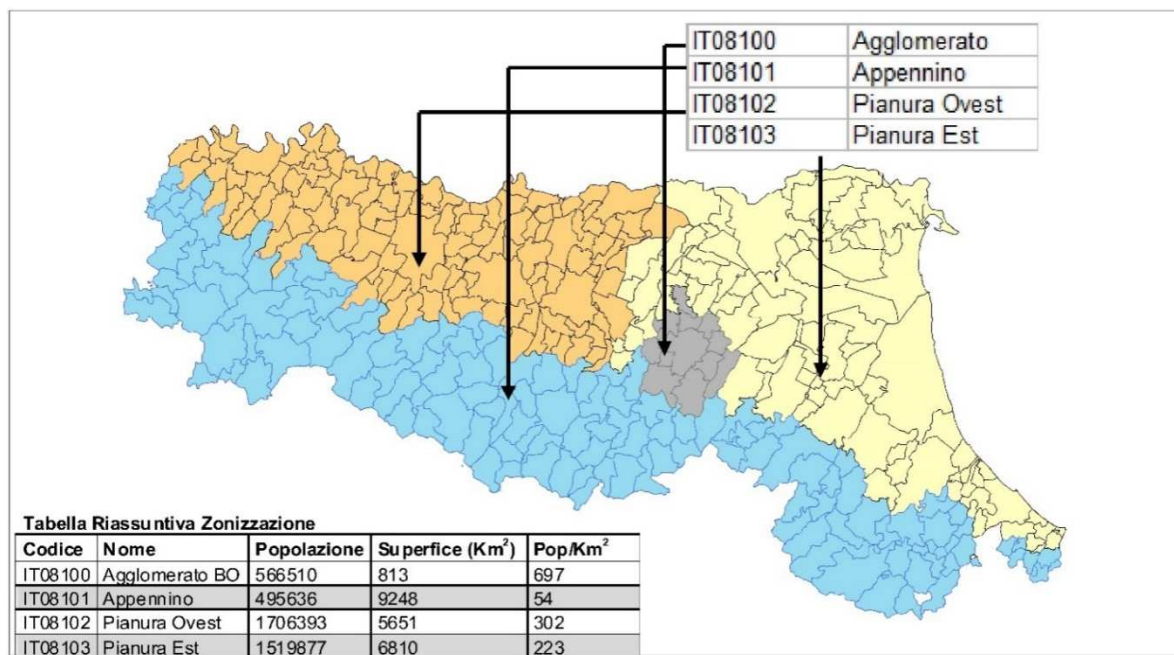 IT08100 Agglomerato
IT08101 Appennino
IT08102 Pianura Ovest
IT08103 Pianura Est
Tabella Riassuntiva Zonizzazione
Codice Nome Popolazione Superfice (Km²) Pop/Km²
IT08100 Agglomerato BO 566510 813 697
IT08101 Appennino 495636 9248 54
IT08102 Pianura Ovest 1706393 5651 302
IT08103 Pianura Est 1519877 6810 223